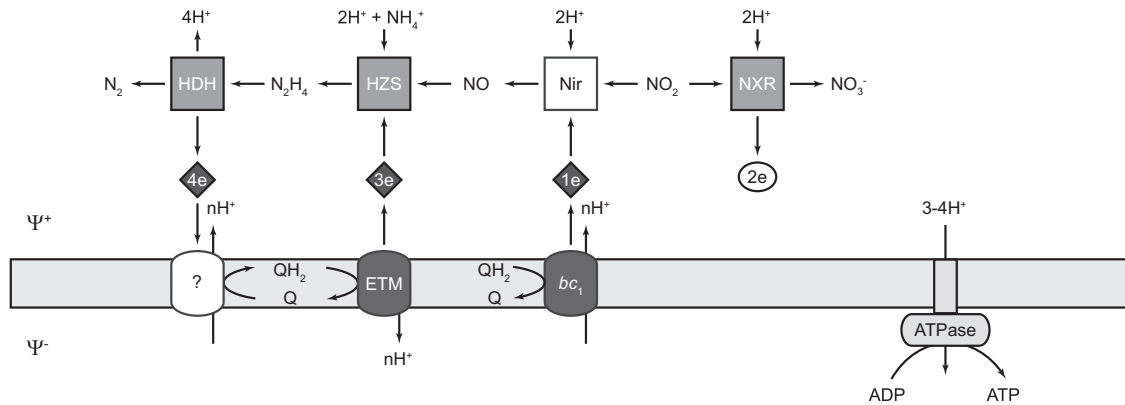 4H⁺ 2H⁺ + NH₄⁺ 2H⁺ 2H⁺
N₂ HDH N₂H₄ HZS NO Nir NO₂ NXR NO₃⁻
4e 3e 1e 2e
Ψ⁺ nH⁺ nH⁺ 3-4H⁺
QH₂ QH₂
? ETM bc₁
Q Q
Ψ⁻ nH⁺ ATPase
ADP ATP